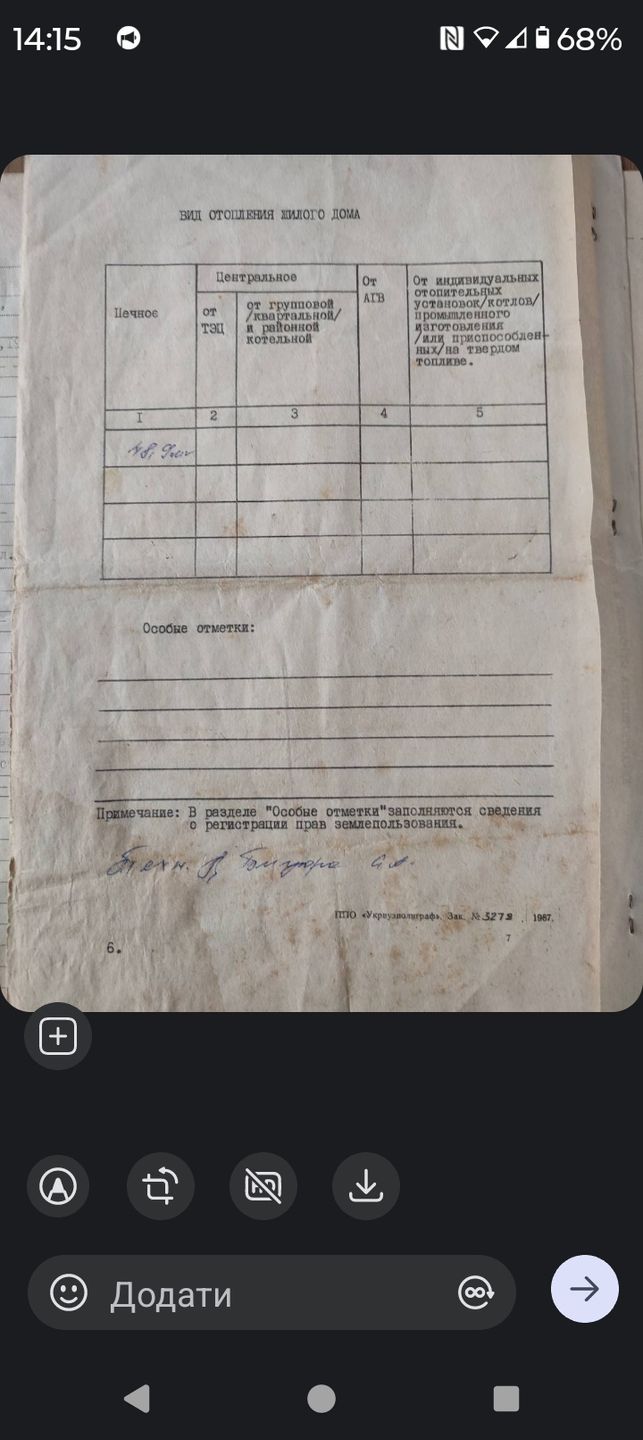 14:15
68%
ВИД ОТОПЛЕНИЯ ЖИЛОГО ДОМА
Печное
Центральное
от
ТЭЦ
от групповой
/квартальной/
и районной
котельной
От
АГВ
От индивидуальных
отопительных
установок/котлов/
промышленного
изготовления
/или приспособлен-
ных/на твердом
топливе.
I 2 3 4 5
Особые отметки:
Примечание: В разделе "Особые отметки"заполняются сведения
о регистрации прав землепользования.
ППО «Укрвузполиграф». Зак. № 3278 . 1987.
7
6.
HD
Додати